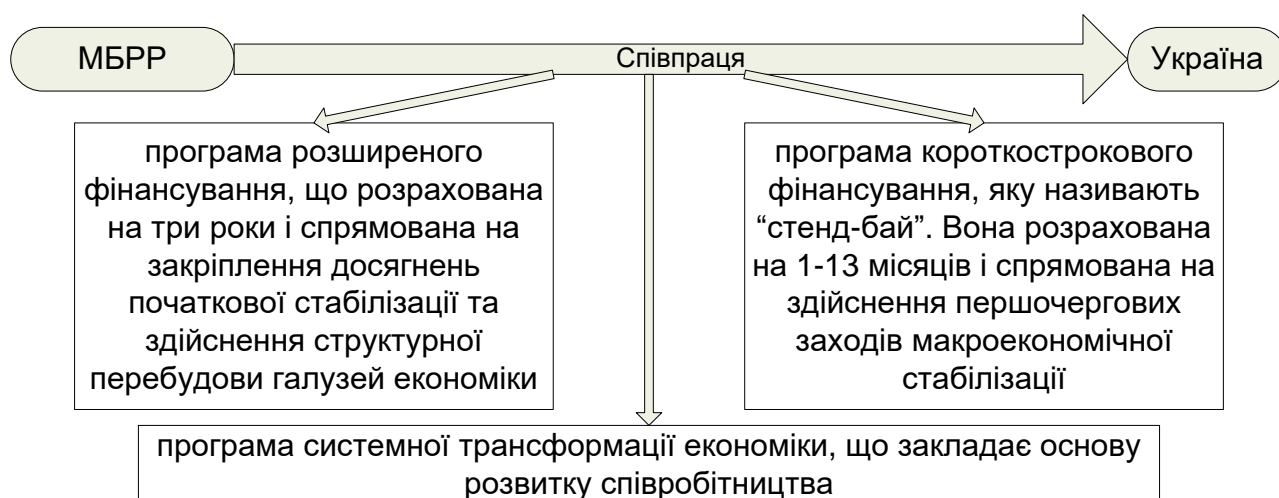 МБРР
Співпраця
Україна
програма розширеного
фінансування, що розрахована
на три роки і спрямована на
закріплення досягнень
початкової стабілізації та
здійснення структурної
перебудови галузей економіки
програма короткострокового
фінансування, яку називають
“стенд-бай”. Вона розрахована
на 1-13 місяців і спрямована на
здійснення першочергових
заходів макроекономічної
стабілізації
програма системної трансформації економіки, що закладає основу
розвитку співробітництва